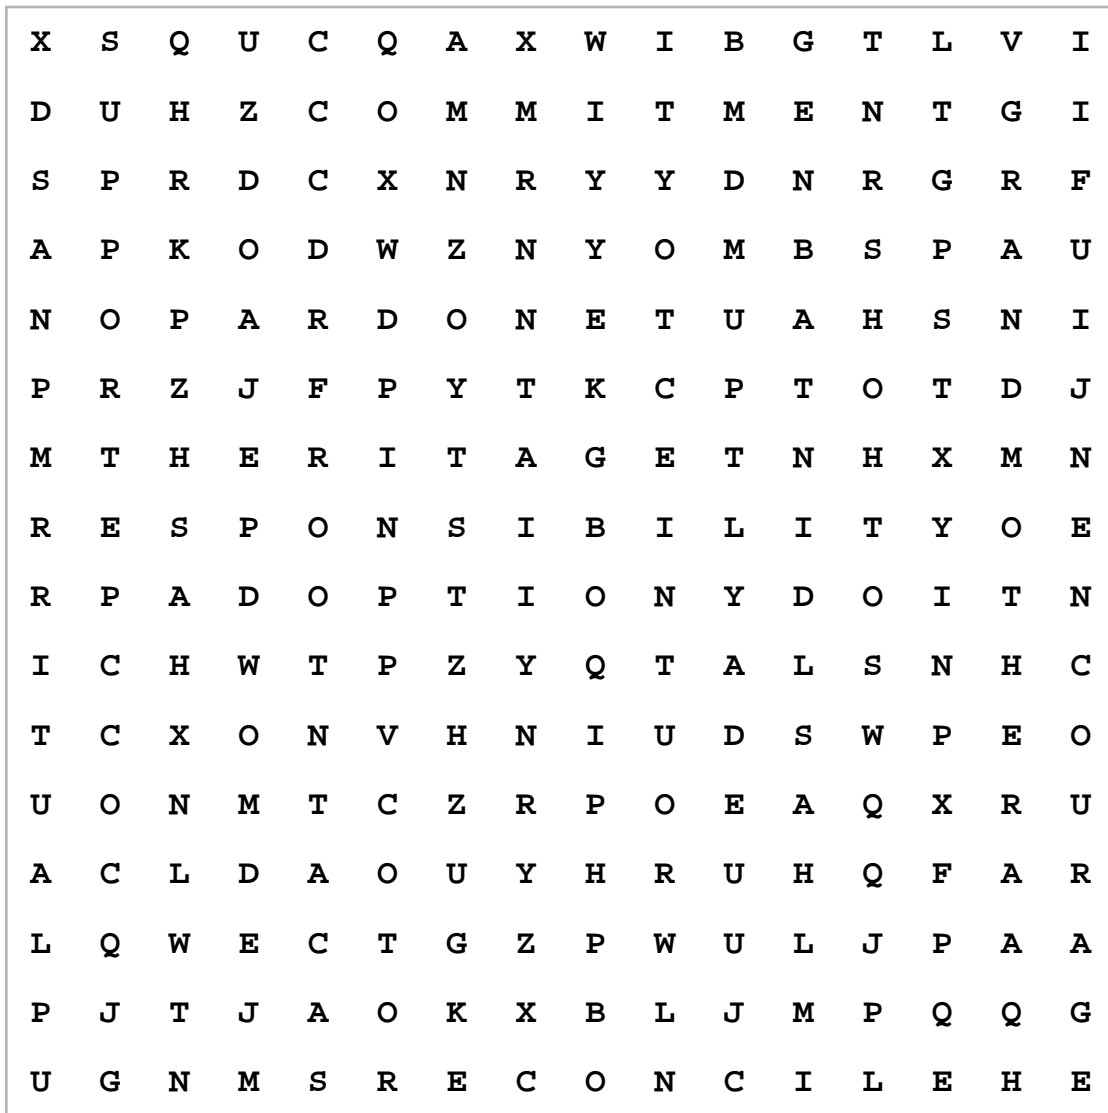 X S Q U C Q A X W I B G T L V I
D U H Z C O M M I T M E N T G I
S P R D C X N R Y Y D N R G R F
A P K O D W Z N Y O M B S P A U
N O P A R D O N E T U A H S N I
P R Z J F P Y T K C P T O T D J
M T H E R I T A G E T N H X M N
R E S P O N S I B I L I T Y O E
R P A D O P T I O N Y D O I T N
I C H W T P Z Y Q T A L S N H C
T C X O N V H N I U D S W P E O
U O N M T C Z R P O E A Q X R U
A C L D A O U Y H R U H Q F A R
L Q W E C T G Z P W U L J P A A
P J T J A O K X B L J M P Q Q G
U G N M S R E C O N C I L E H E